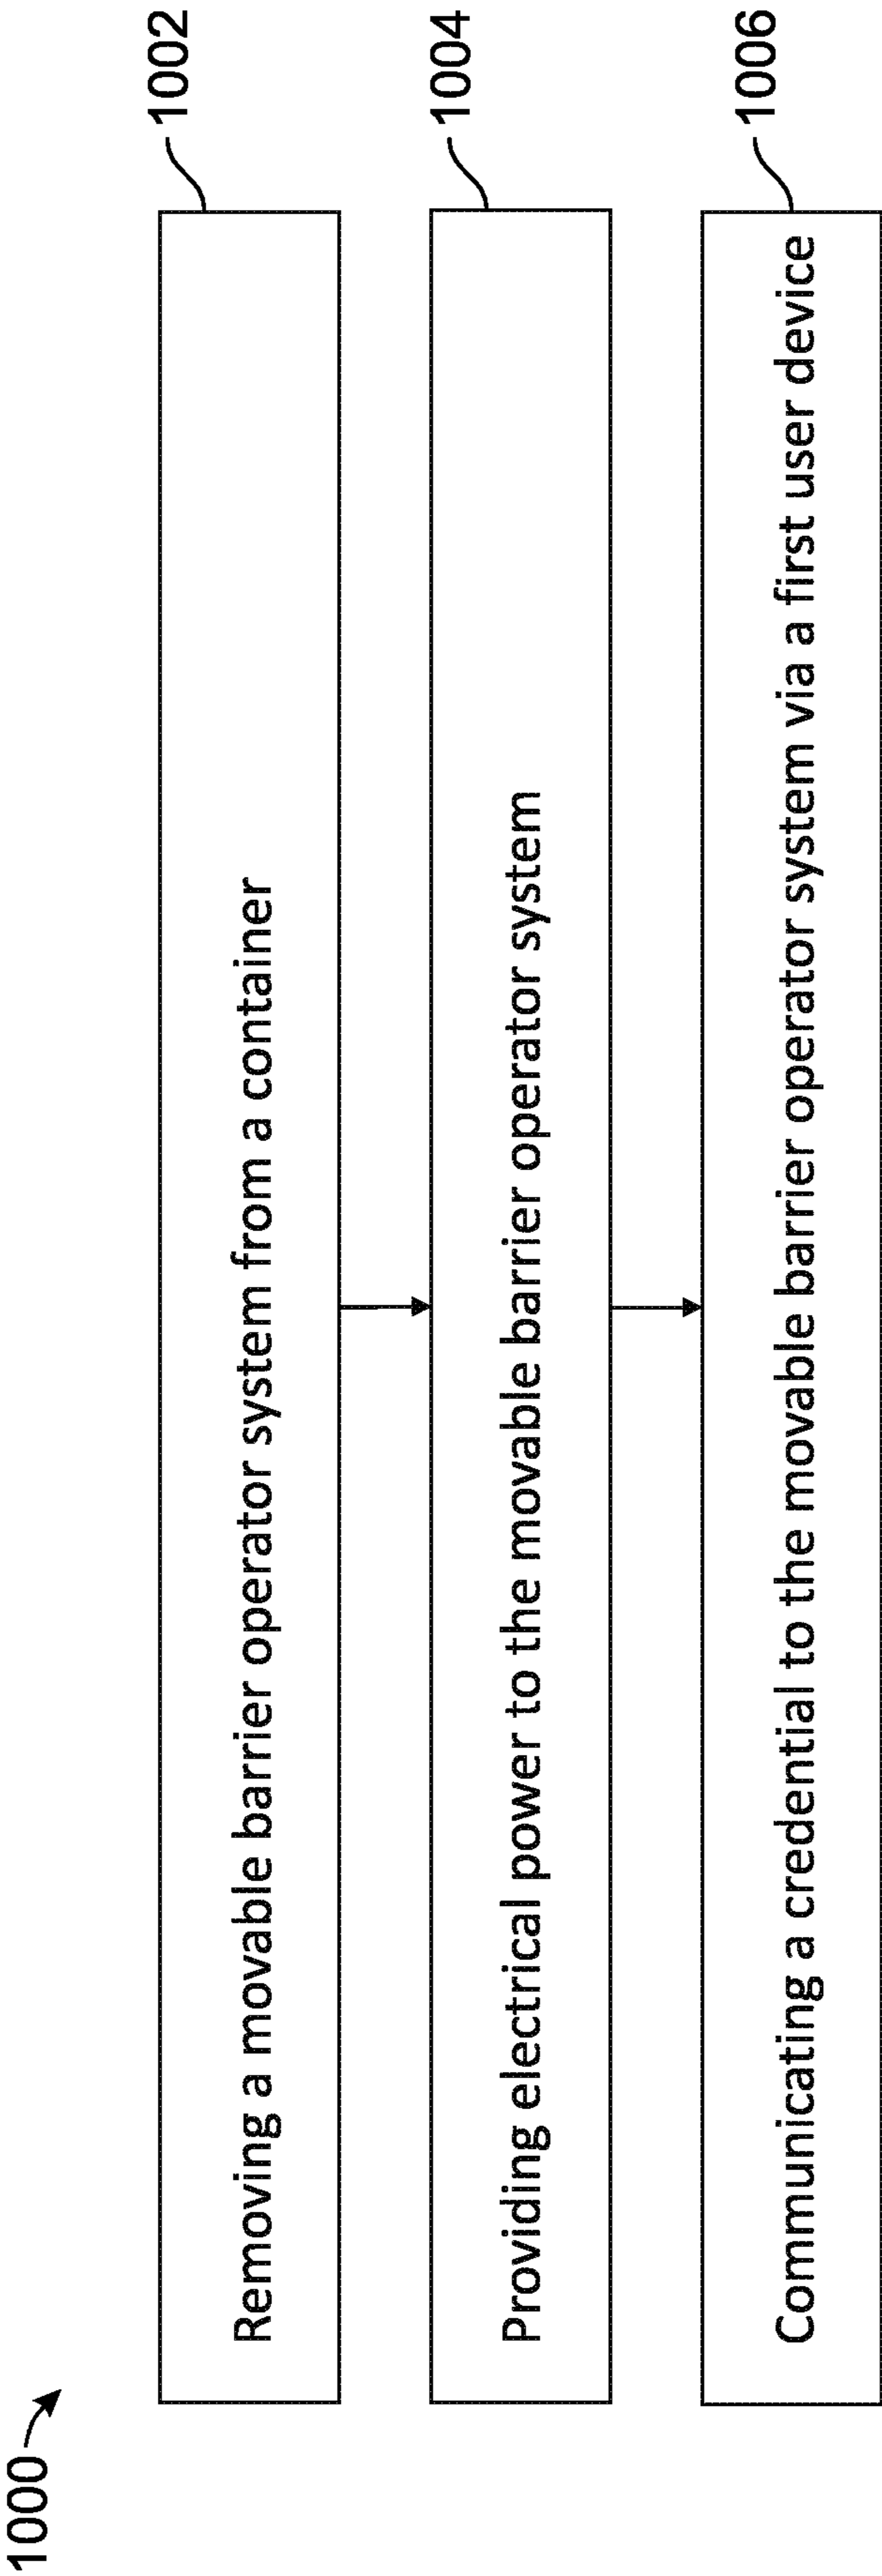 1000
Removing a movable barrier operator system from a container
1002
Providing electrical power to the movable barrier operator system
1004
Communicating a credential to the movable barrier operator system via a first user device
1006